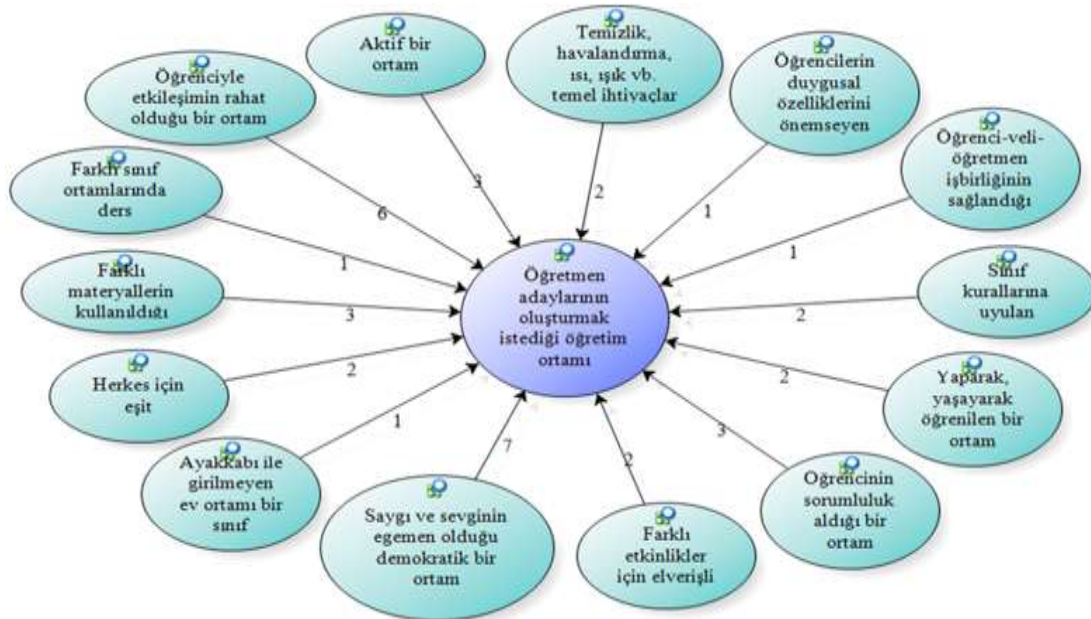 Aktif bir
ortam
Temizlik,
havalandırma,
ısı, ışık vb.
temel ihtiyaçlar
Öğrencilerin
duygusal
özelliklerini
önemseyen
Öğrenciyle
etkileşimin rahat
olduğu bir ortam
Öğrenci-veli-
öğretmen
işbirliğinin
sağlandığı
Farklı sınıf
ortamlarında
ders
3
2
1
6
1
1
Öğretmen
adaylarının
oluşturmak
istediği öğretim
ortamı
Farklı
materyallerin
kullanıldığı
3
2
Sınıf
kurallarına
uyulan
Herkes için
eşit
2
2
Yaparak,
yaşayarak
öğrenilen bir
ortam
Ayakkabı ile
girilmeyen
ev ortamı bir
sınıf
1
7
2
3
Saygı ve sevginin
egemen olduğu
demokratik bir
ortam
Farklı
etkinlikler
için elverişli
Öğrencinin
sorumluluk
aldığı bir
ortam